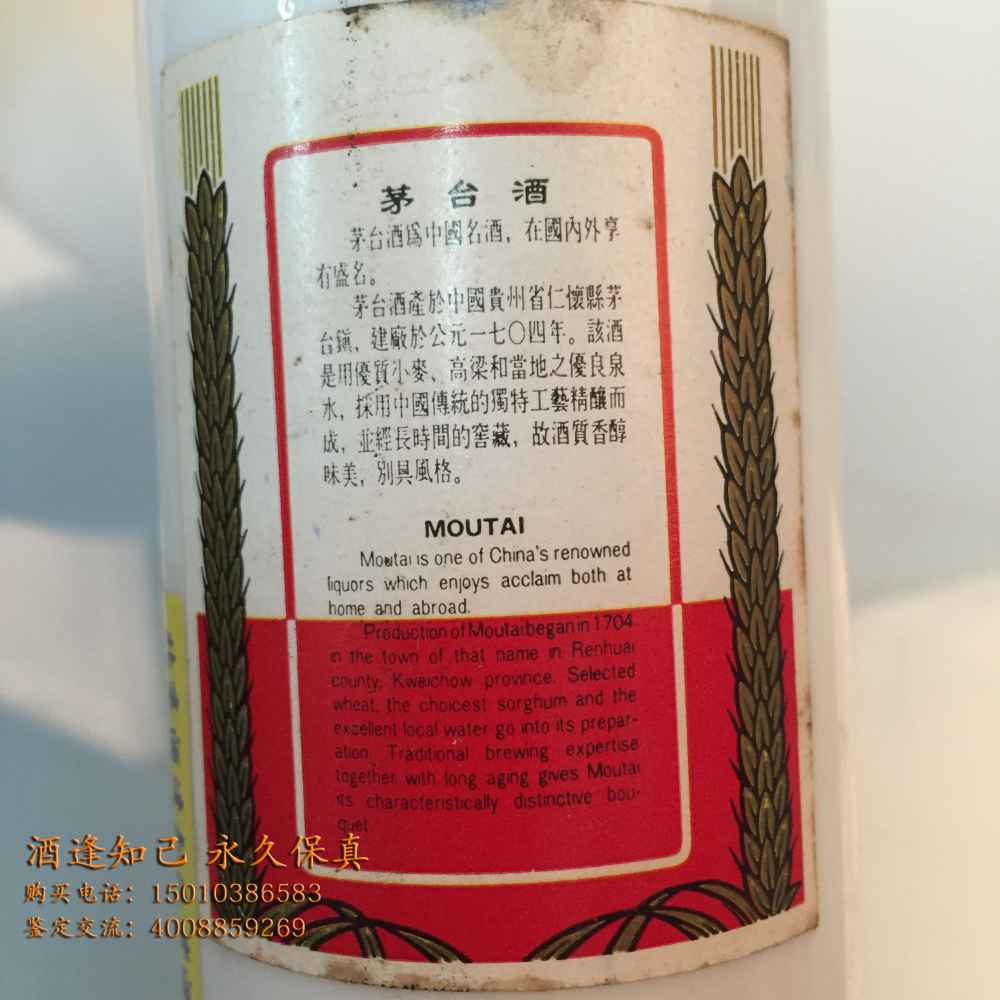 茅台酒
茅台酒爲中國名酒，在國內外享
有盛名。
茅台酒產於中國貴州省仁懷縣茅
台鎮，建廠於公元一七〇四年。該酒
是用優質小麥、高梁和當地之優良泉
水，採用中國傳統的獨特工藝精釀而
成，並經長時間的窖藏，故酒質香醇
味美，別具風格。
MOUTAI
Moutai is one of China's renowned
liquors which enjoys acclaim both at
home and abroad.
Production of Moutai began in 1704
in the town of that name in Renhuai
county, Kweichow province. Selected
wheat, the choicest sorghum and the
excellent local water go into its prepar-
ation. Traditional brewing expertise
together with long aging gives Moutai
its characteristically distinctive bou-
quet.
酒逢知己 永久保真
购买电话：15010386583
鉴定交流：4008859269